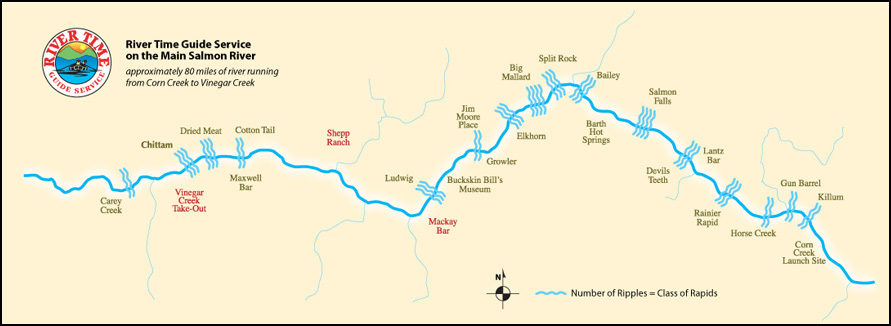 RIVER TIME
GUIDE SERVICE
River Time Guide Service
on the Main Salmon River
approximately 80 miles of river running
from Corn Creek to Vinegar Creek
Split Rock
Big
Mallard
Bailey
Salmon
Falls
Jim
Moore
Place
Elkhorn
Barth
Hot
Springs
Dried Meat
Cotton Tail
Chittam
Shepp
Ranch
Growler
Lantz
Bar
Devils
Teeth
Ludwig
Buckskin Bill's
Museum
Maxwell
Bar
Gun Barrel
Killum
Carey
Creek
Vinegar
Creek
Take-Out
Mackay
Bar
Rainier
Rapid
Horse Creek
Corn
Creek
Launch Site
N
Number of Ripples = Class of Rapids